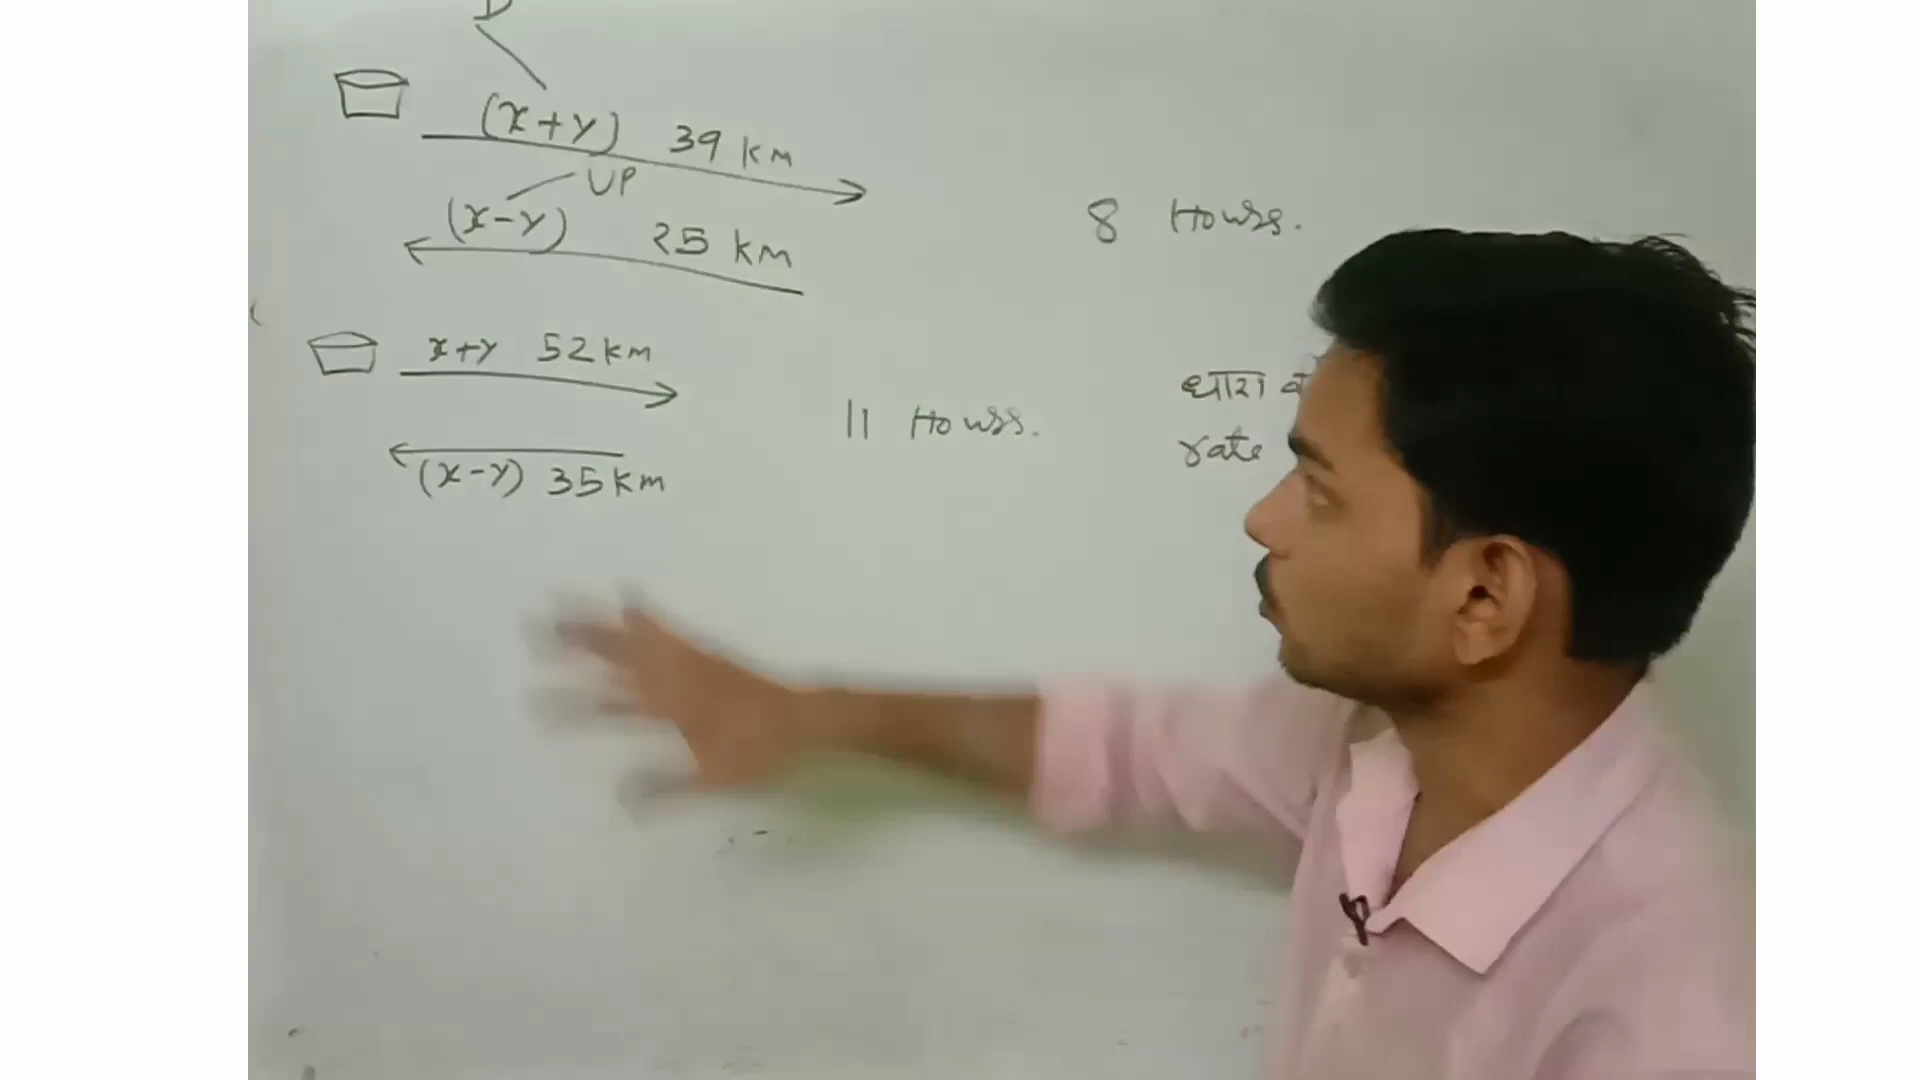 D
(x+y) 39 km
UP
(x-y) 25 km
8 Hours.
x+y 52 km
11 Hours.
धारा
rate
(x-y) 35 km